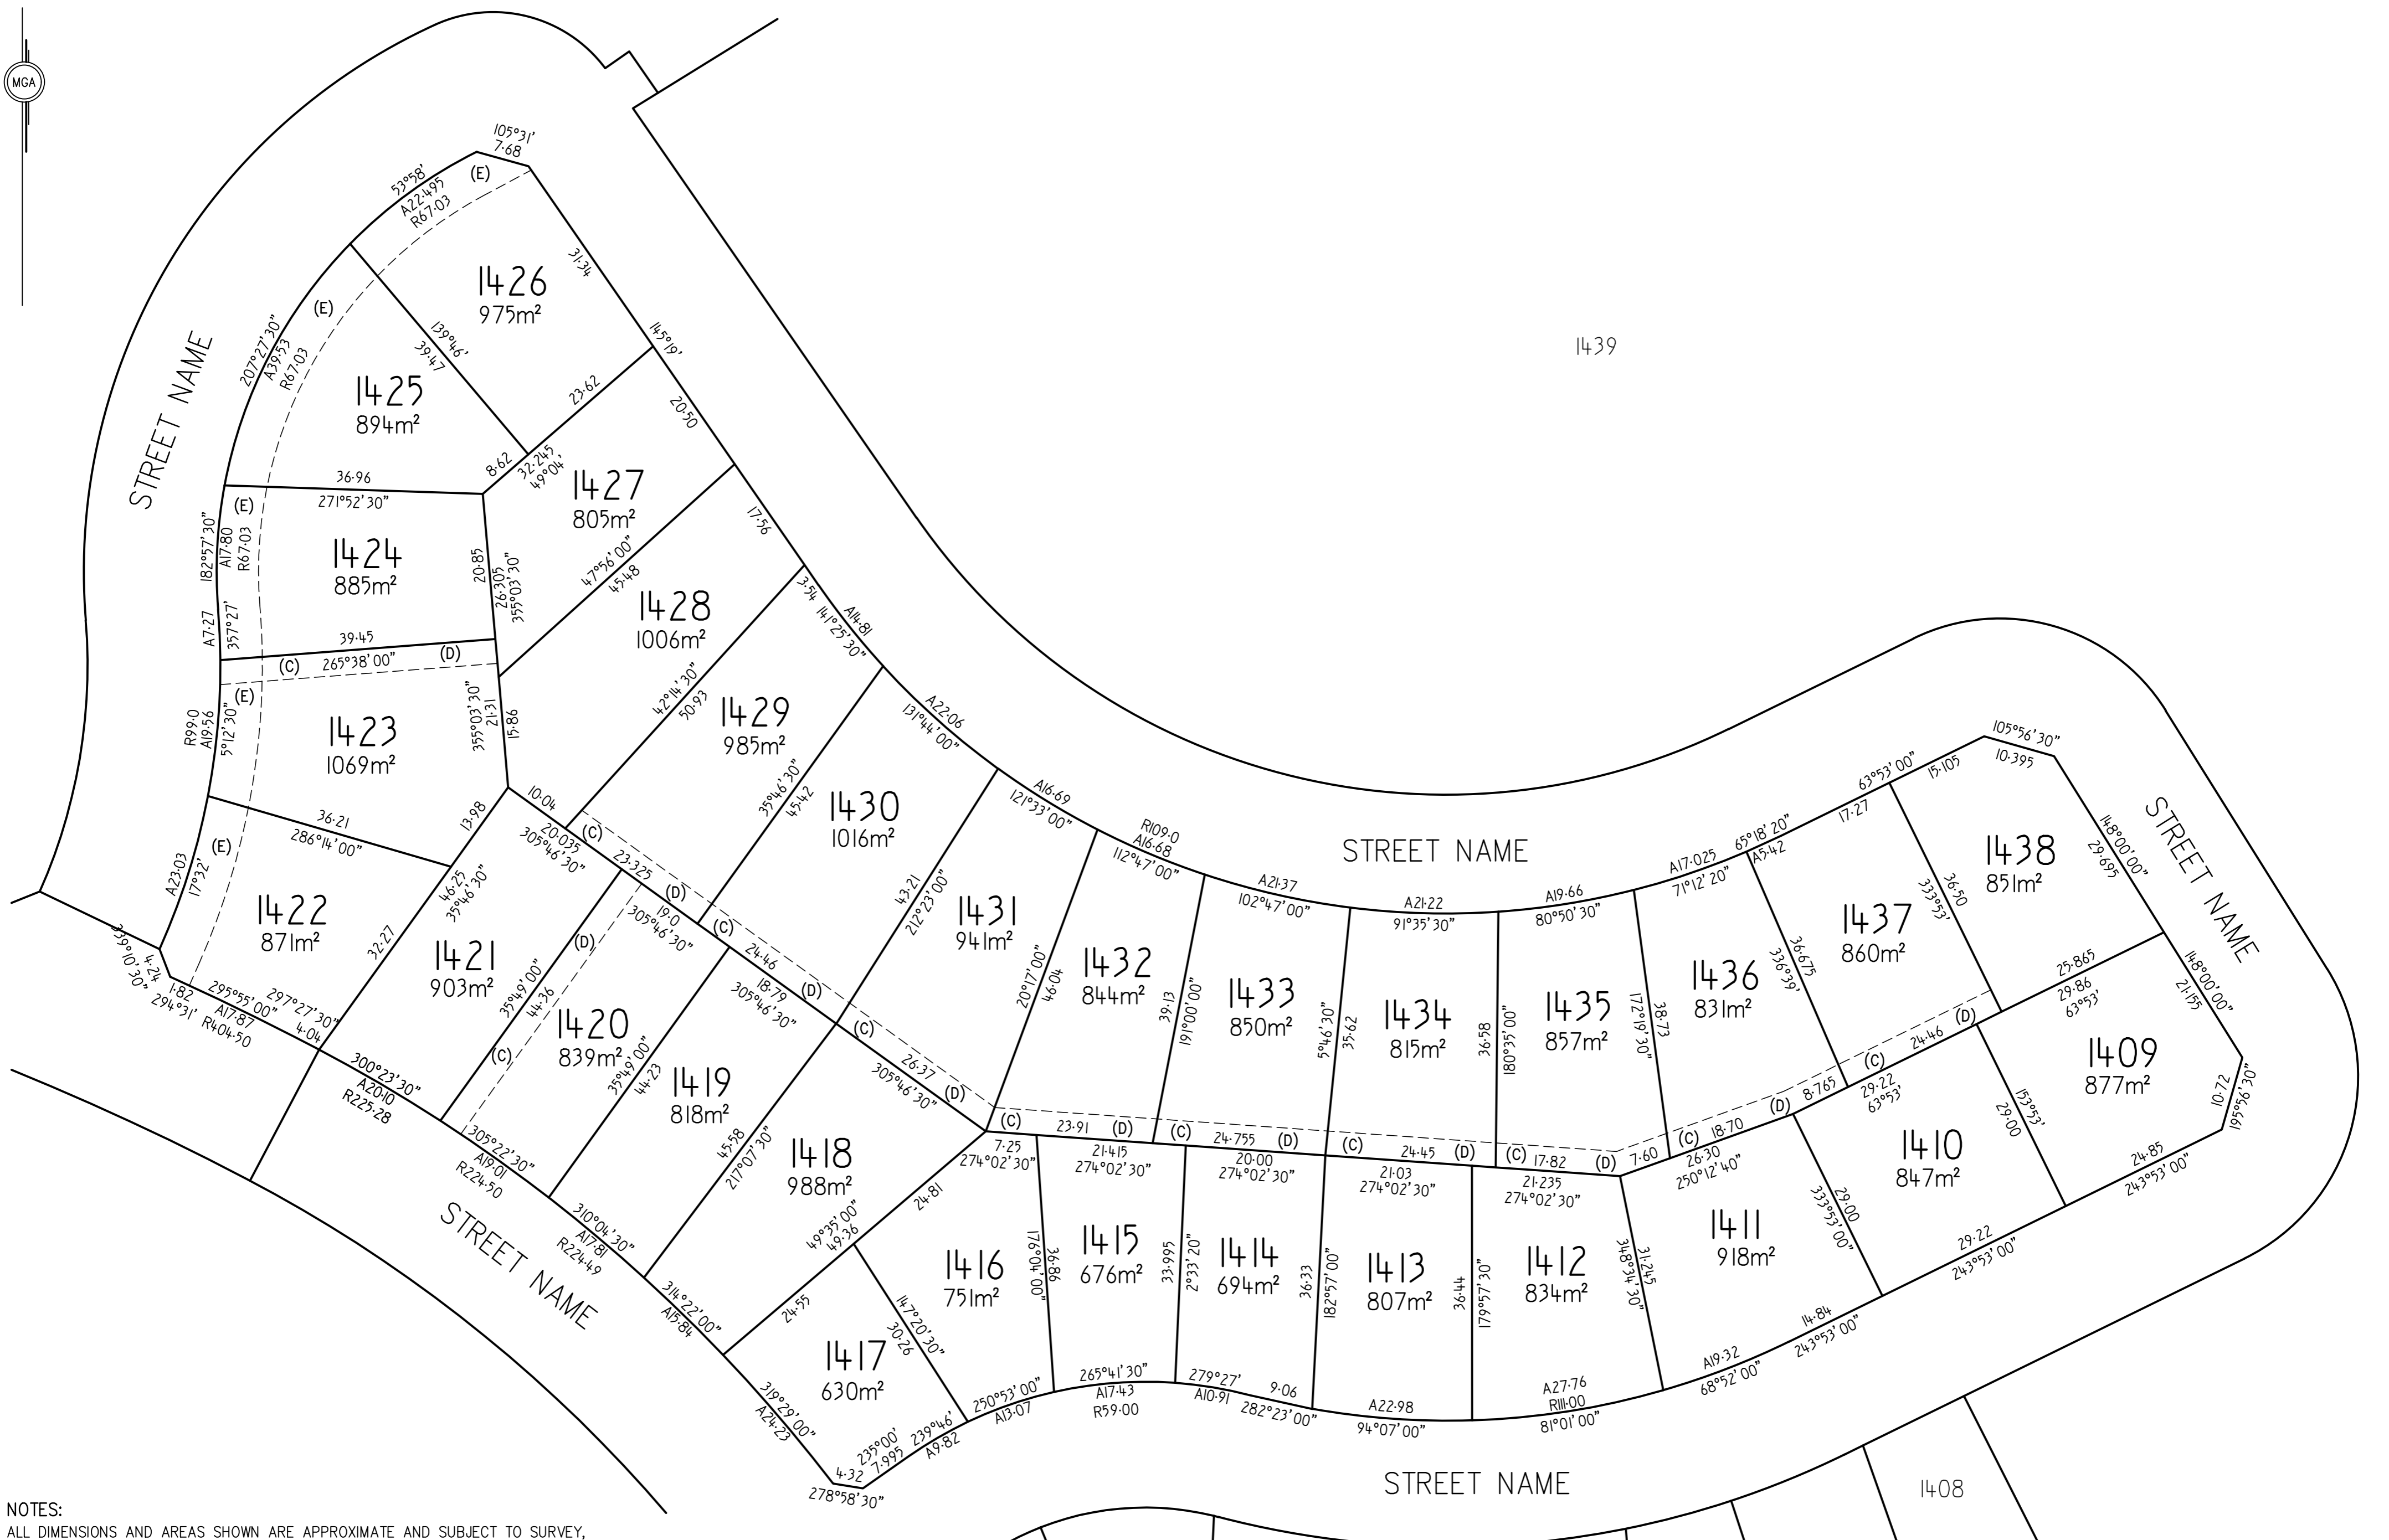 MGA
105°31'
7·68
(E)
53°58'
A22·495
R67·03
31·34
1426
975m²
(E)
139°46'
39·47
145°19'
207°27'30"
A39·53
R67·03
STREET NAME
1439
1425
894m²
23·62
20·50
8·62
32·245
49°04'
36·96
271°52'30"
1427
805m²
(E)
182°57'30"
A17·80
R67·03
17·56
1424
885m²
20·85
26·305
355°03'30"
47°56'00"
45·48
A7·27
357°27'
3·54
141°25'30"
A14·81
1428
1006m²
39·45
(C)
265°38'00"
(D)
(E)
R99·0
A19·56
5°12'30"
355°03'30"
21·31
15·86
42°14'30"
50·93
1429
985m²
A22·06
131°44'00"
1423
1069m²
36·21
286°14'00"
13·98
10·04
20·035
305°46'30"
(C)
35°46'30"
45·42
1430
1016m²
A16·69
121°33'00"
R109·0
A16·68
112°47'00"
STREET NAME
105°56'30"
10·395
63°53'00"
15·105
17·27
65°18'20"
A5·42
A17·025
71°12'20"
148°00'00"
29·695
STREET NAME
1438
851m²
(E)
A23·03
17°32'
46·25
35°46'30"
23·325
(D)
19·0
305°46'30"
(C)
43·21
212°23'00"
A21·37
102°47'00"
A21·22
91°35'30"
A19·66
80°50'30"
36·50
333°53'
1422
871m²
32·27
1421
903m²
(D)
24·46
18·79
305°46'30"
(D)
1431
941m²
1432
844m²
20°17'00"
46·04
1433
850m²
1434
815m²
1435
857m²
1436
831m²
1437
860m²
36·675
336°39'
339°10'30"
4·24
1·82
294°31'
295°55'00"
A17·87
R404·50
297°27'30"
4·04
35°49'00"
44·36
1420
839m²
(C)
(C)
39·13
191°00'00"
5°46'30"
35·62
36·58
180°35'00"
172°19'30"
38·73
25·865
29·86
63°53'
148°00'00"
21·155
300°23'30"
A20·10
R225·28
35°49'00"
44·23
1419
818m²
26·37
305°46'30"
(D)
(D)
24·46
(C)
29·22
63°53'
8·765
1409
877m²
10·72
195°56'30"
305°22'30"
A19·01
R224·50
45·58
217°07'30"
1418
988m²
(C)
23·91
(D)
(C)
24·755
(D)
(C)
24·45
(D)
(C)
17·82
(D)
7·60
(C)
18·70
(D)
26·30
250°12'40"
7·25
274°02'30"
21·415
274°02'30"
20·00
274°02'30"
21·03
274°02'30"
21·235
274°02'30"
153°53'
29·00
1410
847m²
24·85
243°53'00"
STREET NAME
310°04'30"
A17·81
R224·49
49°35'00"
49·36
24·81
1416
751m²
176°04'00"
36·86
1415
676m²
33·995
2°33'20"
1414
694m²
36·33
182°57'00"
1413
807m²
36·44
179°57'30"
1412
834m²
348°34'30"
31·245
1411
918m²
29·00
333°53'00"
29·22
243°53'00"
314°22'00"
A15·84
24·55
147°20'30"
30·26
1417
630m²
14·84
243°53'00"
A19·32
68°52'00"
319°29'00"
A24·23
235°00'
7·995
239°46'
A9·82
250°53'00"
A13·07
265°41'30"
A17·43
R59·00
279°27'
A10·91
9·06
282°23'00"
A22·98
94°07'00"
A27·76
R111·00
81°01'00"
4·32
278°58'30"
STREET NAME
1408
NOTES:
ALL DIMENSIONS AND AREAS SHOWN ARE APPROXIMATE AND SUBJECT TO SURVEY,